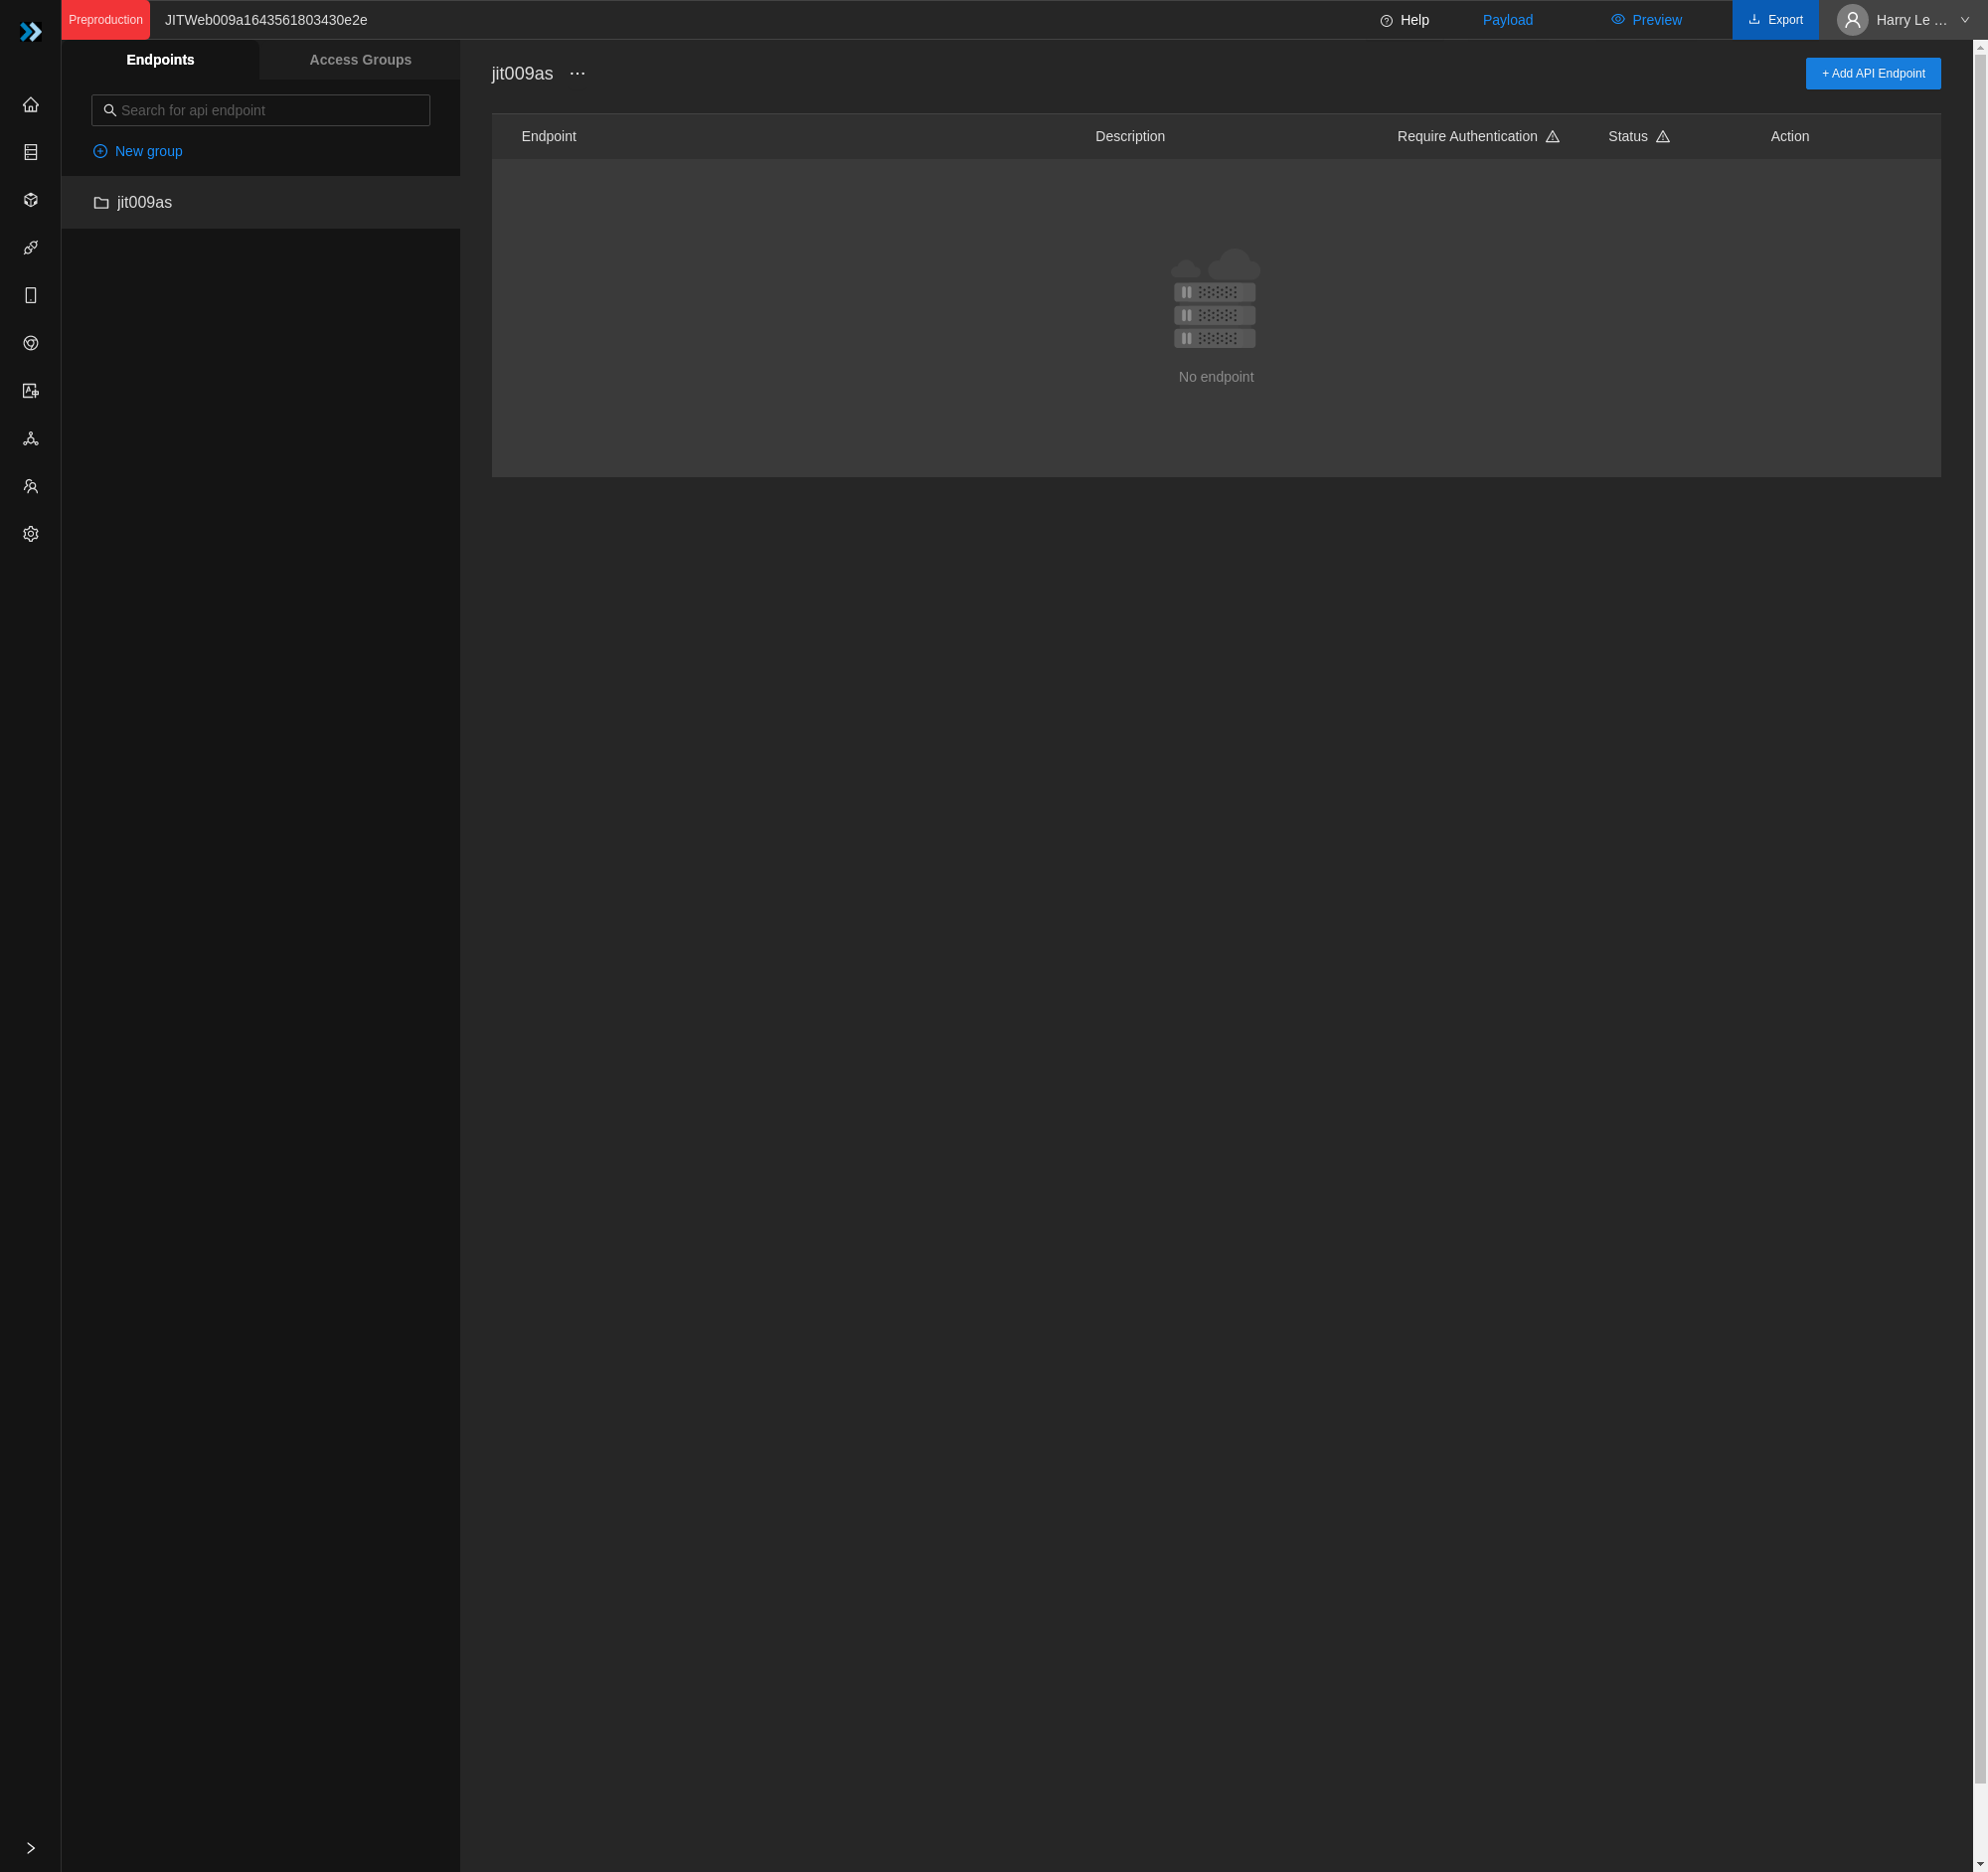 Preproduction JITWeb009a1643561803430e2e Help Payload Preview Export Harry Le ...
Endpoints Access Groups
Search for api endpoint
New group
jit009as
jit009as ··· + Add API Endpoint
Endpoint Description Require Authentication Status Action
No endpoint